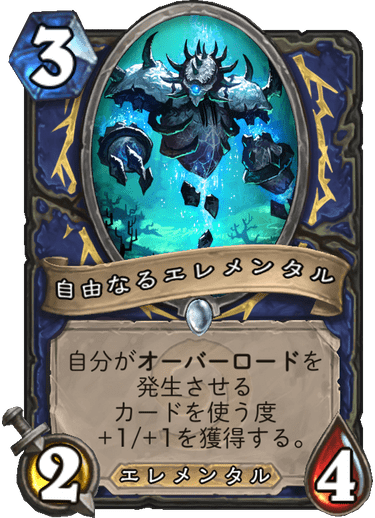 3
自由なるエレメンタル
自分がオーバーロードを
発生させる
カードを使う度
+1/+1を獲得する。
2
エレメンタル
4